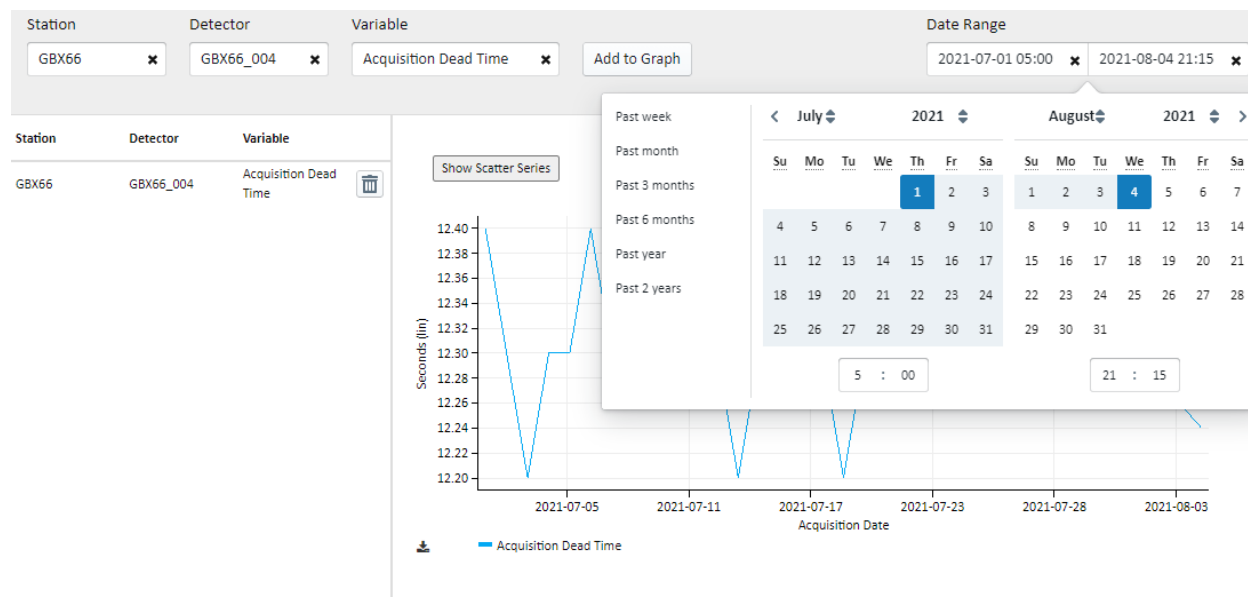 Station Detector Variable Date Range
GBX66 GBX66_004 Acquisition Dead Time Add to Graph 2021-07-01 05:00 2021-08-04 21:15
Station Detector Variable
GBX66 GBX66_004 Acquisition Dead
Time
Past week
Past month
Past 3 months
Past 6 months
Past year
Past 2 years
July 2021 August 2021
Su Mo Tu We Th Fr Sa Su Mo Tu We Th Fr Sa
1 2 3 1 2 3 4 5 6 7
4 5 6 7 8 9 10 8 9 10 11 12 13 14
11 12 13 14 15 16 17 15 16 17 18 19 20 21
18 19 20 21 22 23 24 22 23 24 25 26 27 28
25 26 27 28 29 30 31 29 30 31
5 : 00 21 : 15
Show Scatter Series
Seconds (lin)
12.40
12.38
12.36
12.34
12.32
12.30
12.28
12.26
12.24
12.22
12.20
2021-07-05 2021-07-11 2021-07-17 2021-07-23 2021-07-28 2021-08-03
Acquisition Date
Acquisition Dead Time